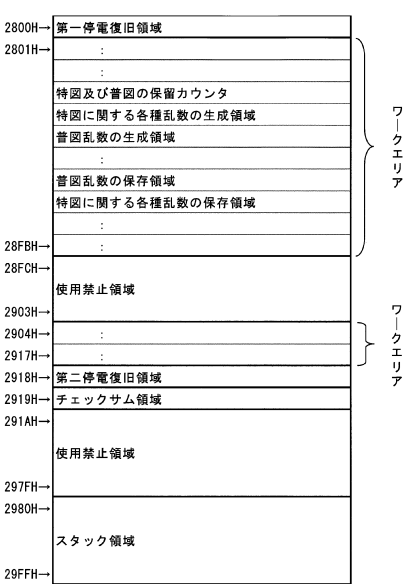 2800H→ 第一停電復旧領域
2801H→ :
:
特図及び普図の保留カウンタ
特図に関する各種乱数の生成領域
普図乱数の生成領域
:
普図乱数の保存領域
特図に関する各種乱数の保存領域
:
28FBH→ :
ワークエリア
28FCH→
使用禁止領域
2903H→
2904H→ :
2917H→ :
ワークエリア
2918H→ 第二停電復旧領域
2919H→ チェックサム領域
291AH→
使用禁止領域
297FH→
2980H→
スタック領域
29FFH→